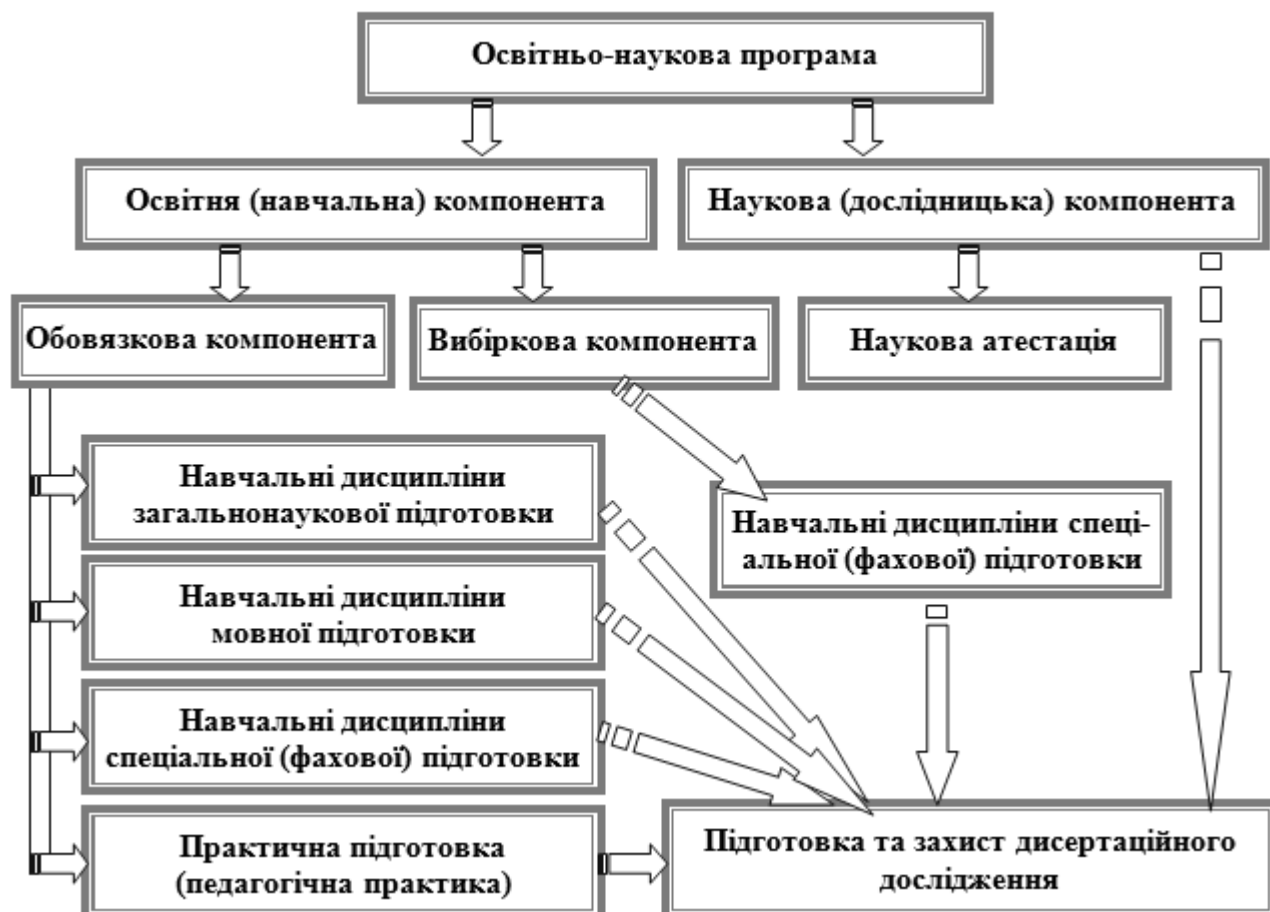 Освітньо-наукова програма
Освітня (навчальна) компонента
Наукова (дослідницька) компонента
Обовязкова компонента
Вибіркова компонента
Наукова атестація
Навчальні дисципліни
загальнонаукової підготовки
Навчальні дисципліни спеці-
альної (фахової) підготовки
Навчальні дисципліни
мовної підготовки
Навчальні дисципліни
спеціальної (фахової) підготовки
Практична підготовка
(педагогічна практика)
Підготовка та захист дисертаційного
дослідження